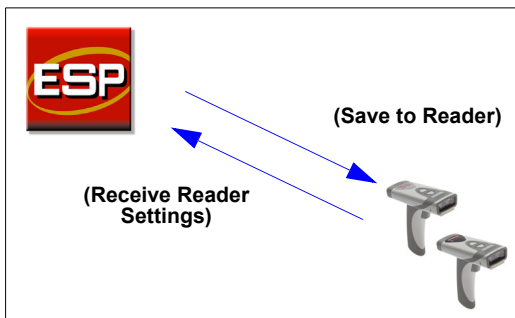 ESP
(Save to Reader)
(Receive Reader
Settings)